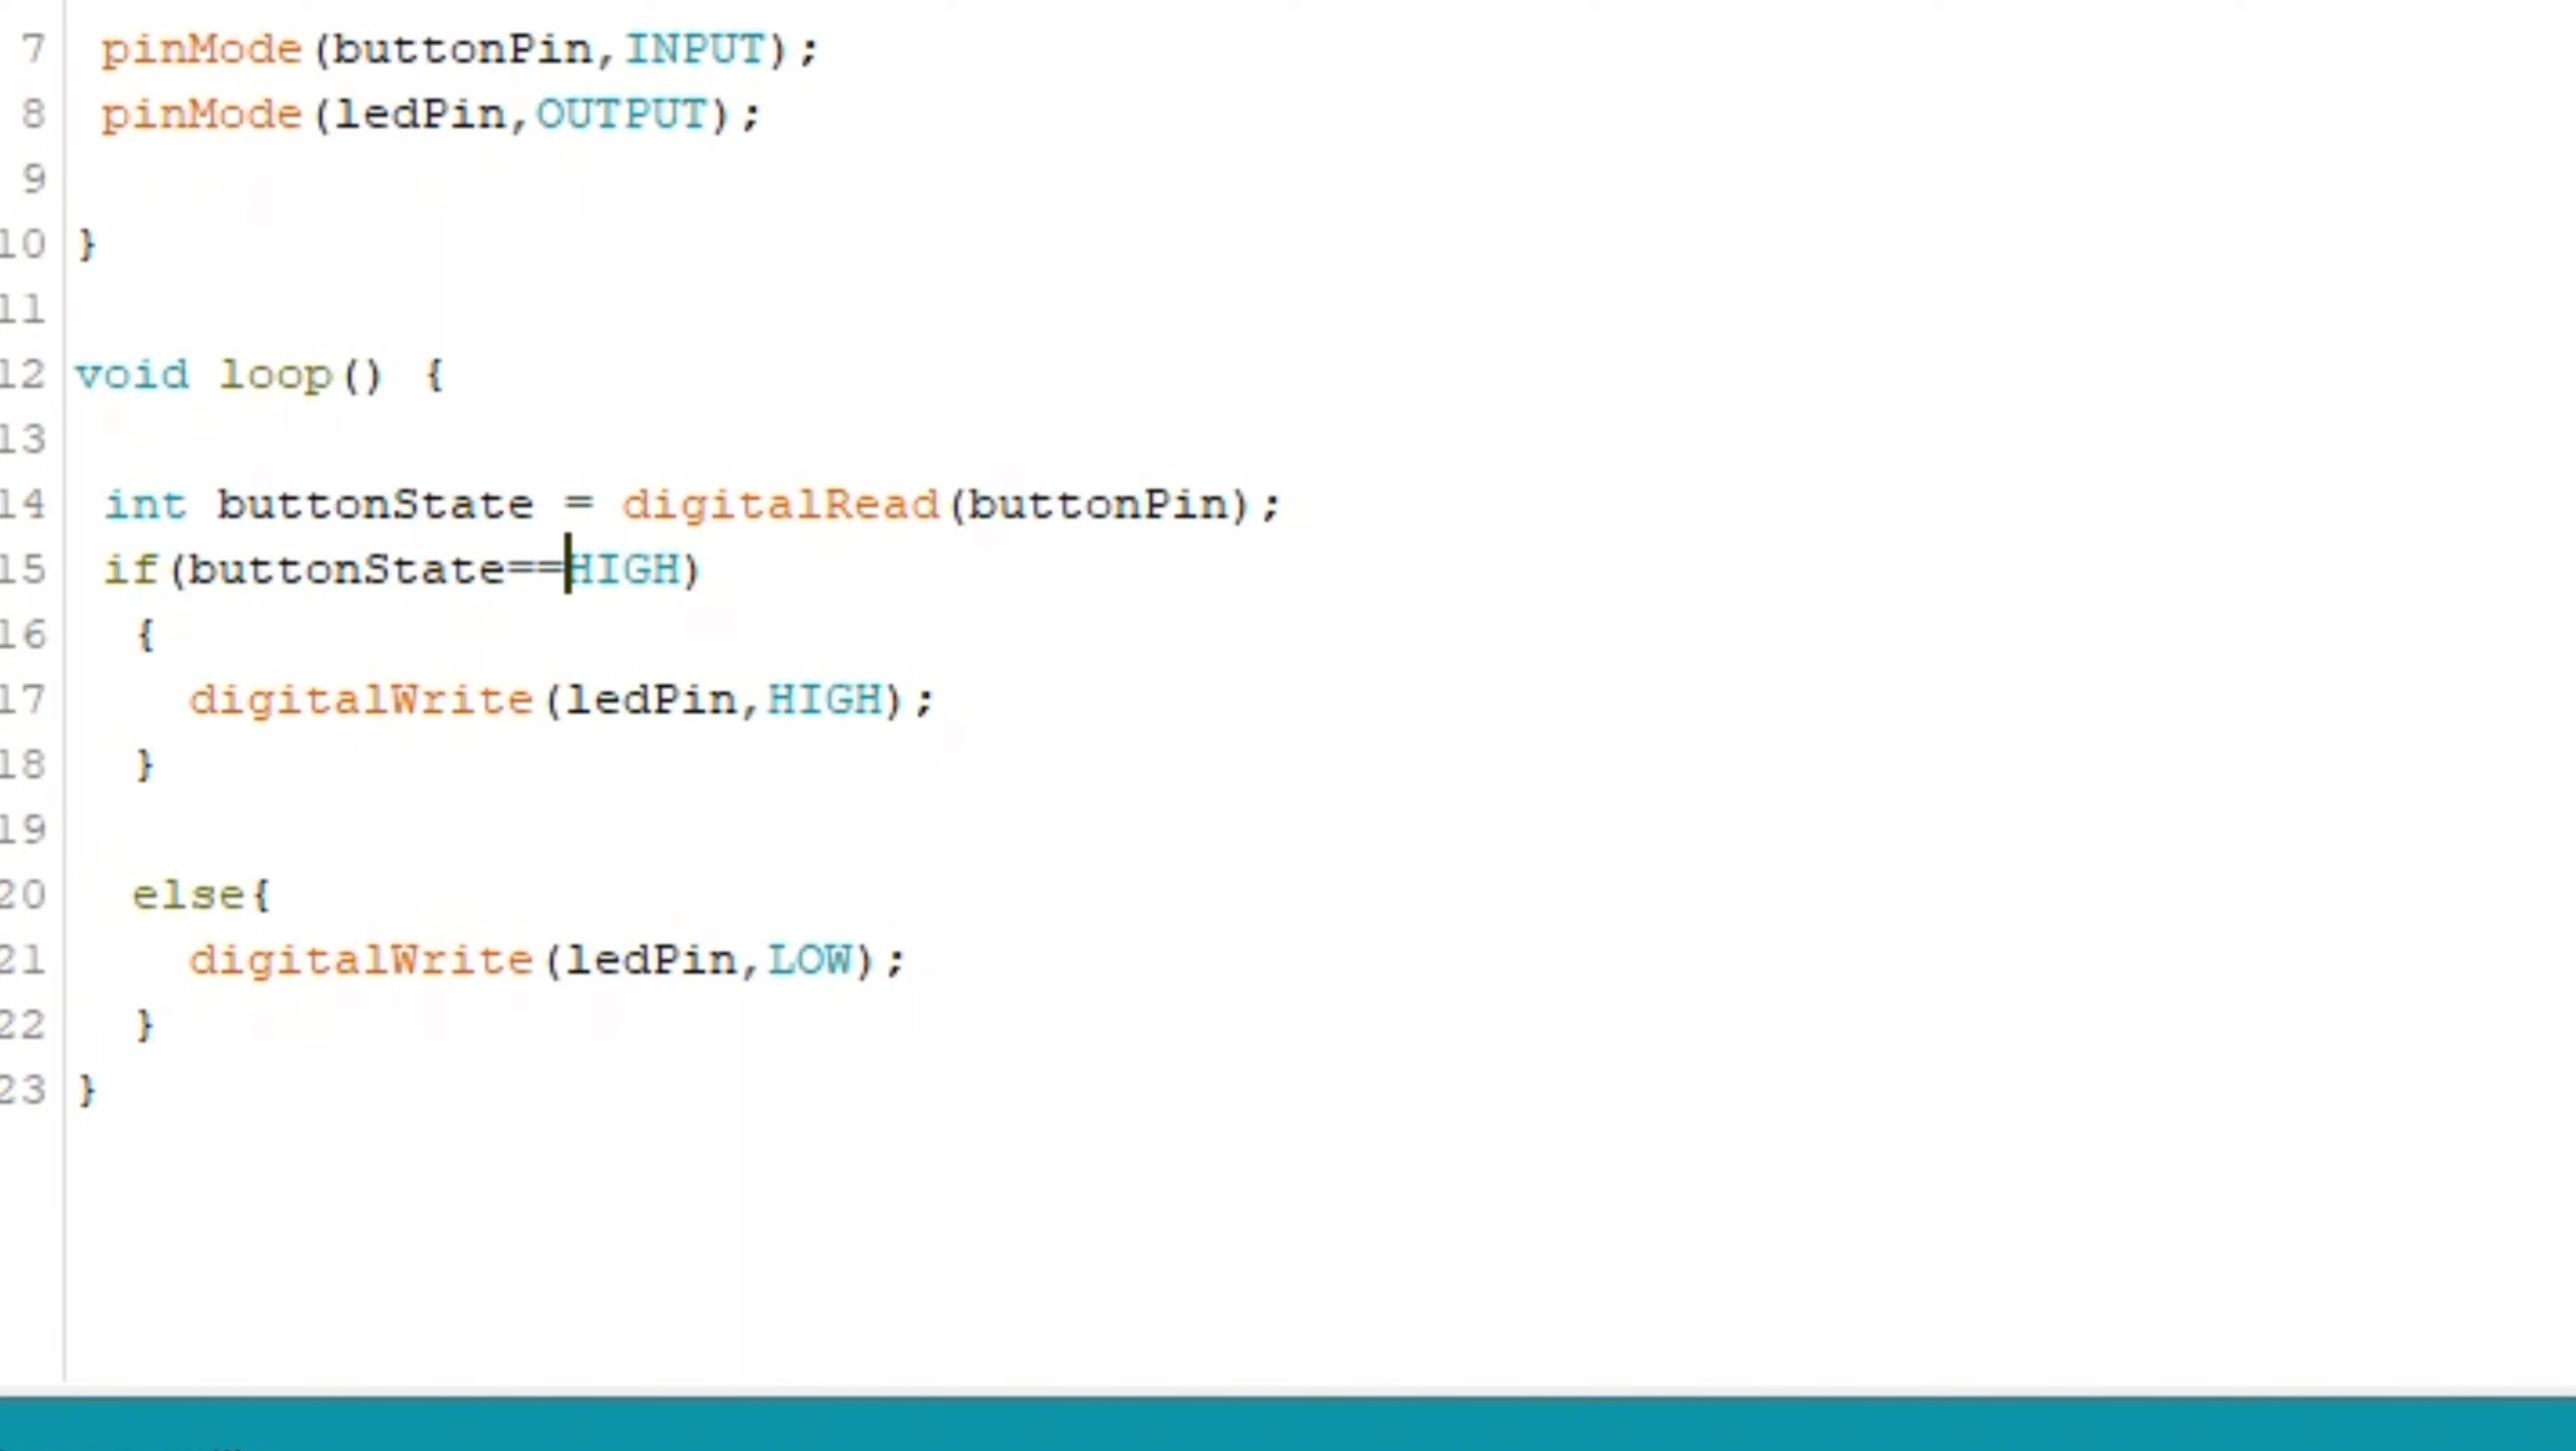 7 pinMode(buttonPin,INPUT);
8 pinMode(ledPin,OUTPUT);
9
10 }
11
12 void loop() {
13
14 int buttonState = digitalRead(buttonPin);
15 if(buttonState==HIGH)
16 {
17 digitalWrite(ledPin,HIGH);
18 }
19
20 else{
21 digitalWrite(ledPin,LOW);
22 }
23 }